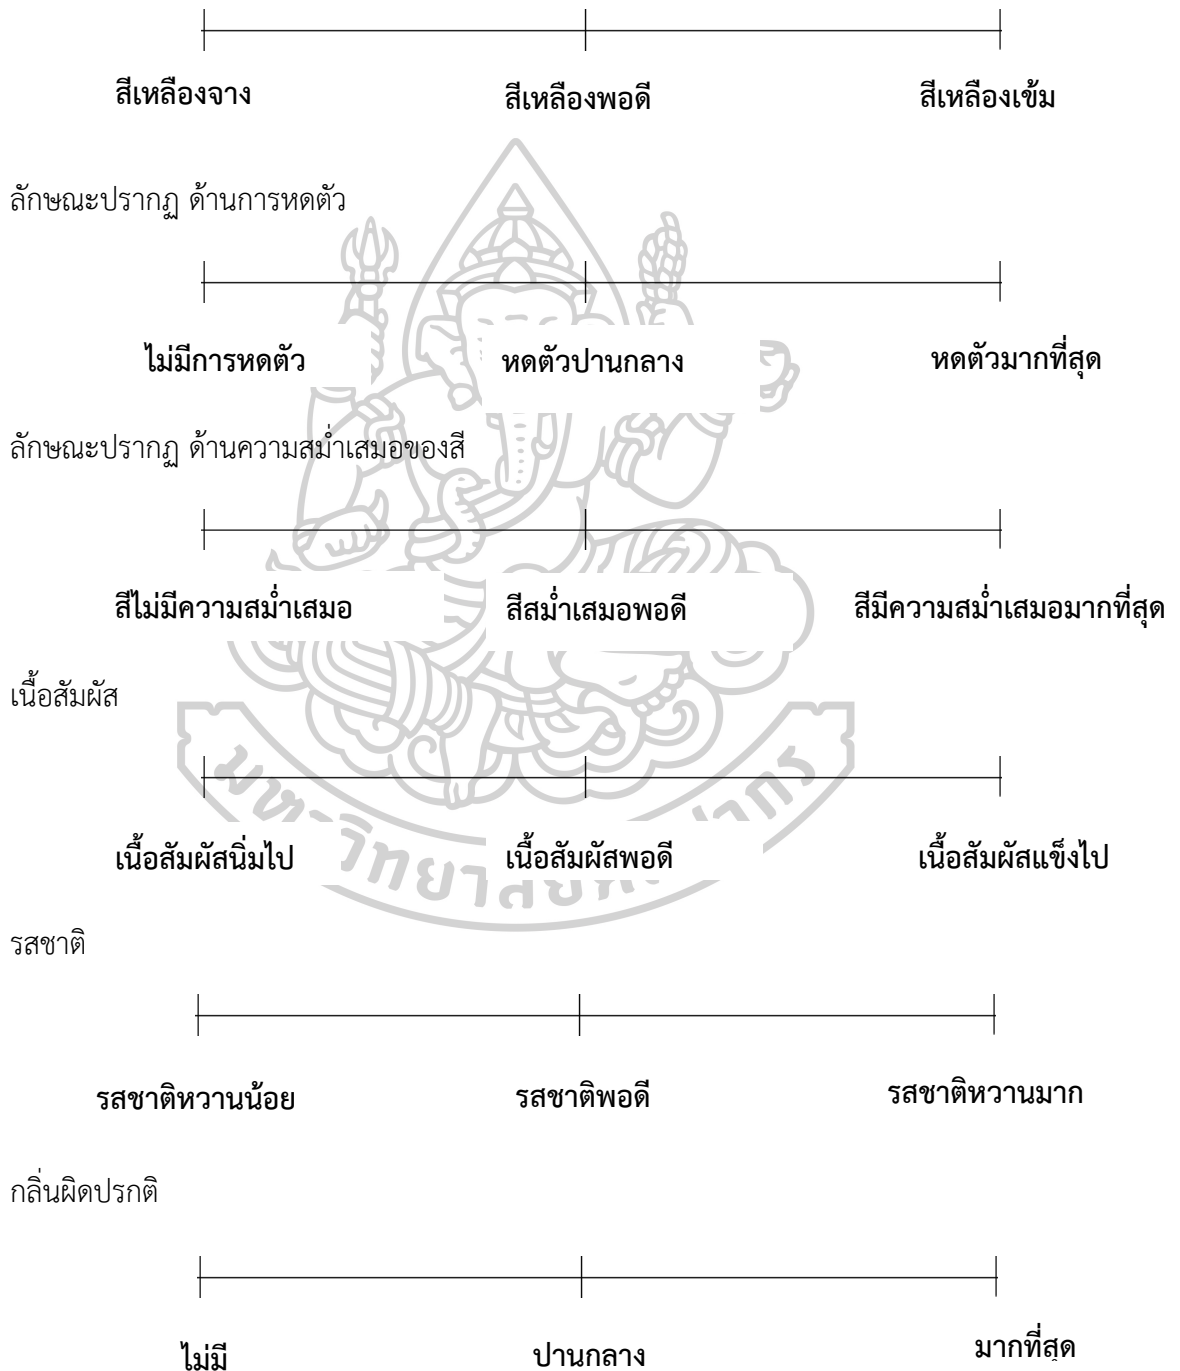 สีเหลืองจาง สีเหลืองพอดี สีเหลืองเข้ม
ลักษณะปรากฏ ด้านการหดตัว
ไม่มีการหดตัว หดตัวปานกลาง หดตัวมากที่สุด
ลักษณะปรากฏ ด้านความสม่ำเสมอของสี
สีไม่มีความสม่ำเสมอ สีสม่ำเสมอพอดี สีมีความสม่ำเสมอมากที่สุด
เนื้อสัมผัส
เนื้อสัมผัสนิ่มไป เนื้อสัมผัสพอดี เนื้อสัมผัสแข็งไป
รสชาติ
รสชาติหวานน้อย รสชาติพอดี รสชาติหวานมาก
กลิ่นผิดปรกติ
ไม่มี ปานกลาง มากที่สุด